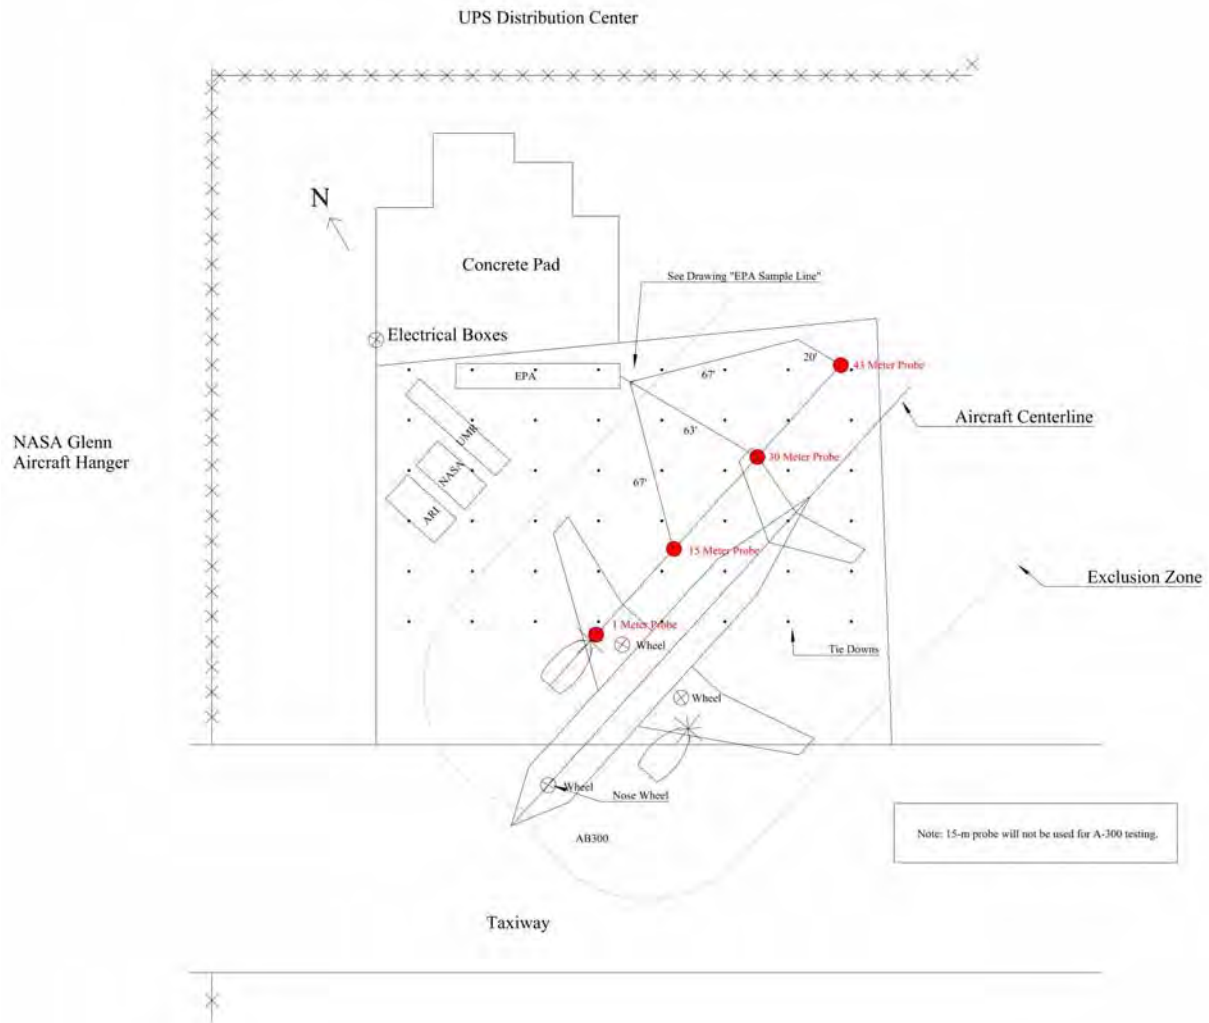 UPS Distribution Center
N
Concrete Pad
See Drawing "EPA Sample Line"
Electrical Boxes
20'
43 Meter Probe
EPA
67'
Aircraft Centerline
NASA Glenn
Aircraft Hanger
UMR
63'
30 Meter Probe
NASA
67'
ARI
15 Meter Probe
Exclusion Zone
1 Meter Probe
Wheel
Tie Downs
Wheel
Wheel
Nose Wheel
AB300
Note: 15-m probe will not be used for A-300 testing.
Taxiway